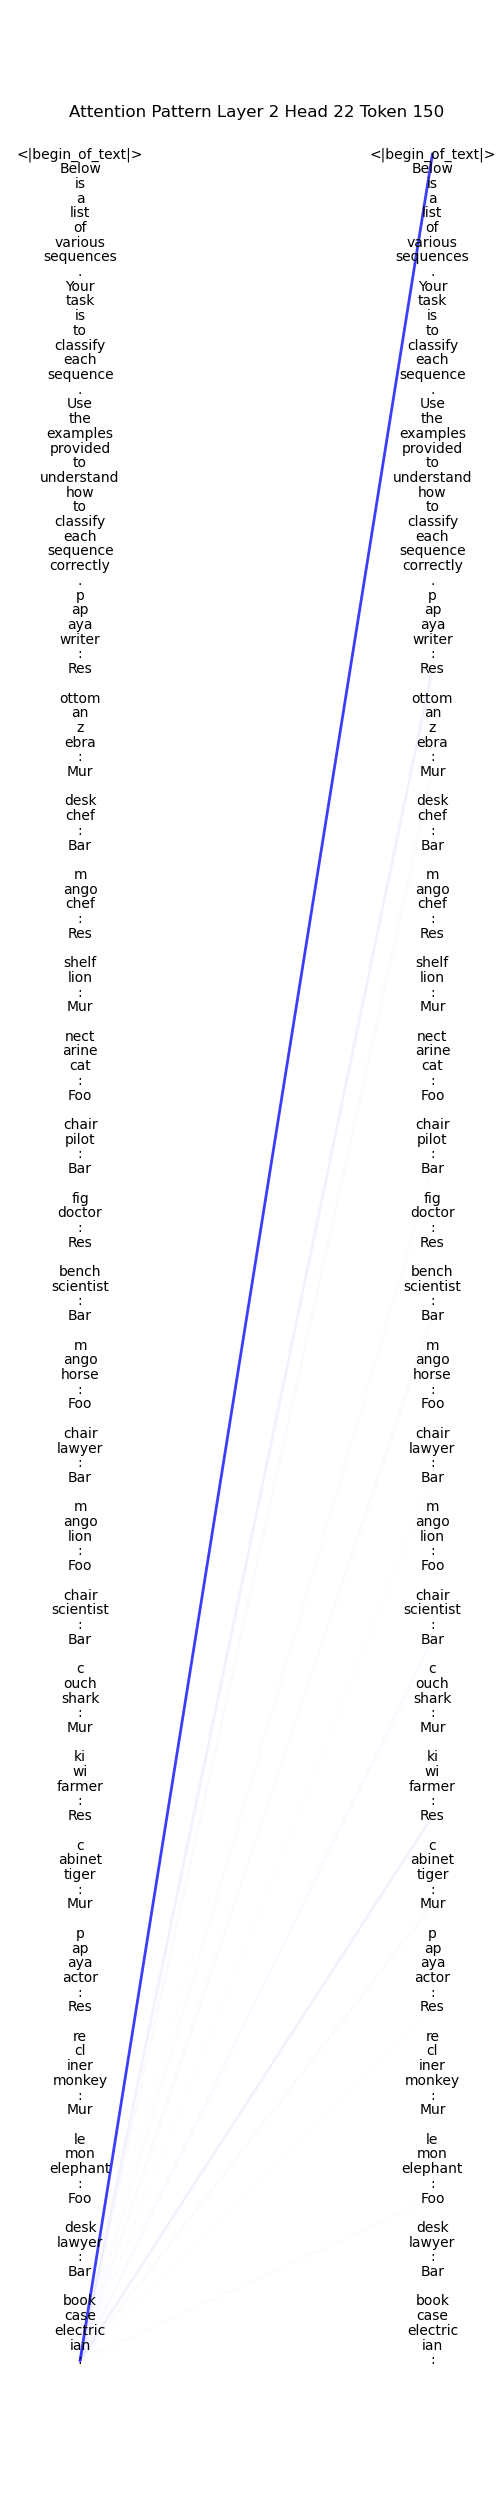 Attention Pattern Layer 2 Head 22 Token 150
<|begin_of_text|>
Below
is
a
list
of
various
sequences
.
Your
task
is
to
classify
each
sequence
.
Use
the
examples
provided
to
understand
how
to
classify
each
sequence
correctly
.
p
ap
aya
writer
:
Res
ottom
an
z
ebra
:
Mur
desk
chef
:
Bar
m
ango
chef
:
Res
shelf
lion
:
Mur
nect
arine
cat
:
Foo
chair
pilot
:
Bar
fig
doctor
:
Res
bench
scientist
:
Bar
m
ango
horse
:
Foo
chair
lawyer
:
Bar
m
ango
lion
:
Foo
chair
scientist
:
Bar
c
ouch
shark
:
Mur
ki
wi
farmer
:
Res
c
abinet
tiger
:
Mur
p
ap
aya
actor
:
Res
re
cl
iner
monkey
:
Mur
le
mon
elephant
:
Foo
desk
lawyer
:
Bar
book
case
electric
ian
:
<|begin_of_text|>
Below
is
a
list
of
various
sequences
.
Your
task
is
to
classify
each
sequence
.
Use
the
examples
provided
to
understand
how
to
classify
each
sequence
correctly
.
p
ap
aya
writer
:
Res
ottom
an
z
ebra
:
Mur
desk
chef
:
Bar
m
ango
chef
:
Res
shelf
lion
:
Mur
nect
arine
cat
:
Foo
chair
pilot
:
Bar
fig
doctor
:
Res
bench
scientist
:
Bar
m
ango
horse
:
Foo
chair
lawyer
:
Bar
m
ango
lion
:
Foo
chair
scientist
:
Bar
c
ouch
shark
:
Mur
ki
wi
farmer
:
Res
c
abinet
tiger
:
Mur
p
ap
aya
actor
:
Res
re
cl
iner
monkey
:
Mur
le
mon
elephant
:
Foo
desk
lawyer
:
Bar
book
case
electric
ian
: